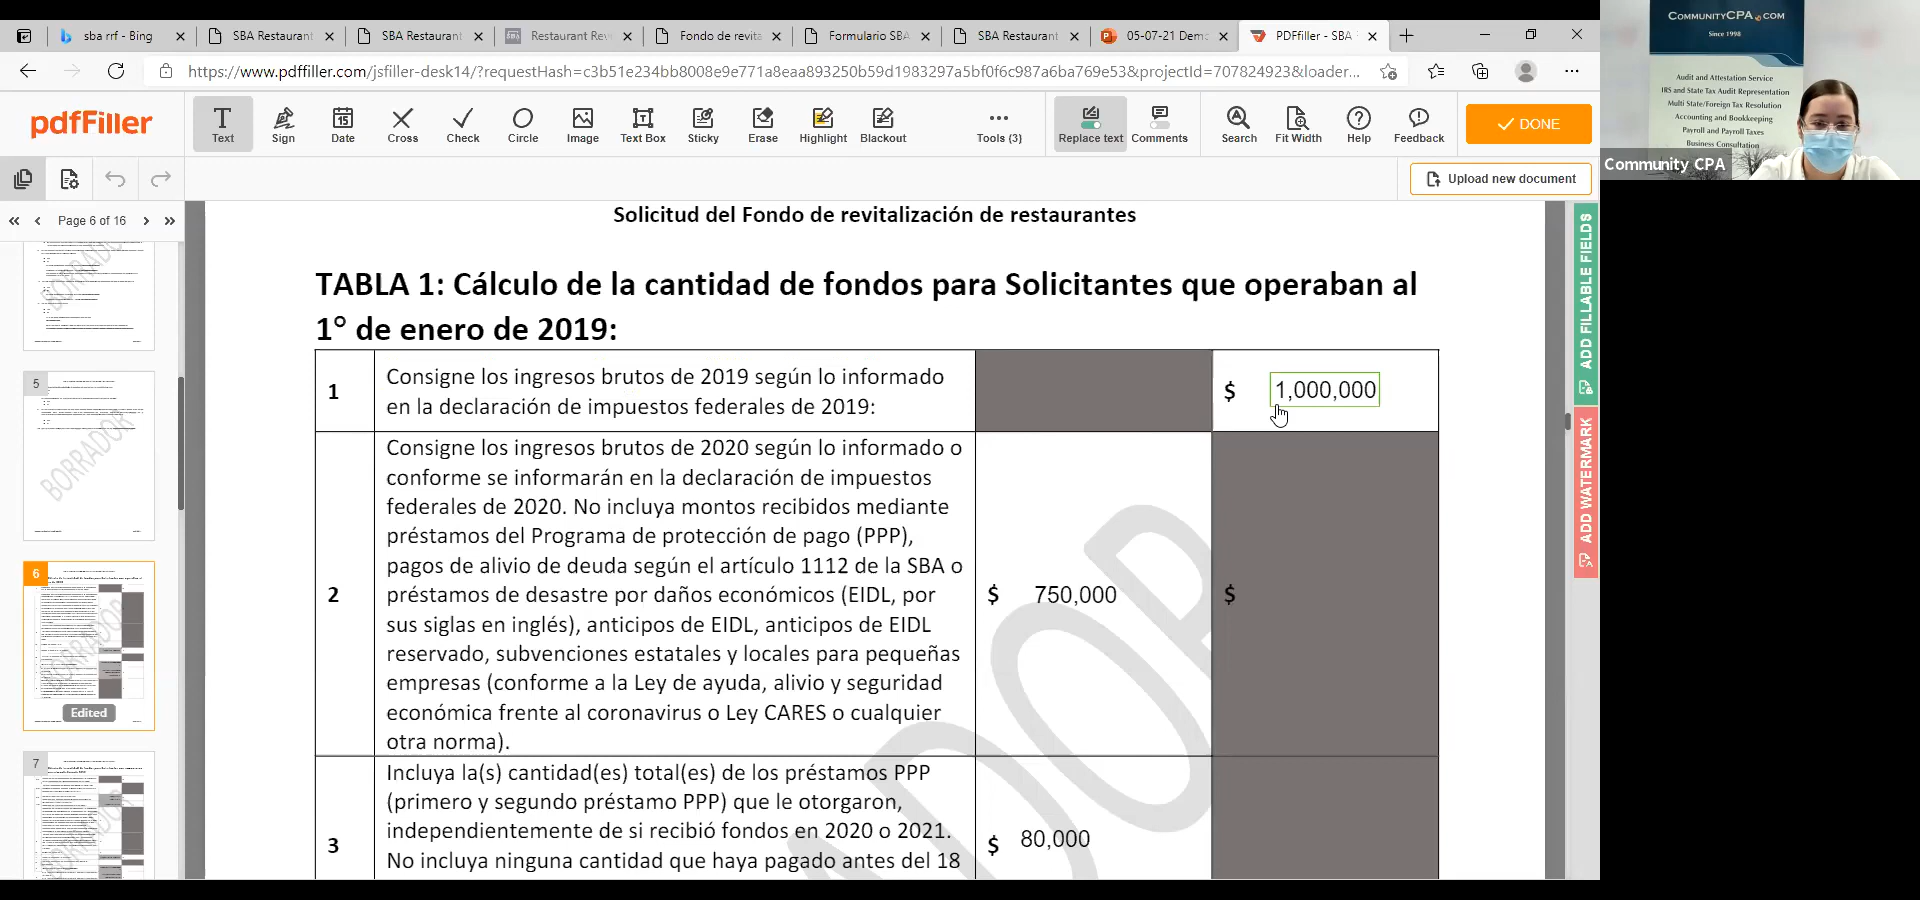 sba rrf - Bing
SBA Restaurant
SBA Restaurant
Restaurant Rev
Fondo de revita
Formulario SBA
SBA Restaurant
05-07-21 Demo
PDFfiller - SBA
https://www.pdffiller.com/jsfiller-desk14/?requestHash=c3b51e234bb8008e9e771a8eaa893250b59d1983297a5bf0f6c987a6ba769e53&projectId=707824923&loader...
pdfFiller
Text
Sign
15
Date
Cross
Check
Circle
Image
Text Box
Sticky
Erase
Highlight
Blackout
Tools (3)
Replace text
Comments
Search
Fit Width
Help
Feedback
DONE
Upload new document
Page 6 of 16
5
BORRADOR
6
Edited
7
ADD FILLABLE FIELDS
ADD WATERMARK
Solicitud del Fondo de revitalización de restaurantes
TABLA 1: Cálculo de la cantidad de fondos para Solicitantes que operaban al
1° de enero de 2019:
1
Consigne los ingresos brutos de 2019 según lo informado
en la declaración de impuestos federales de 2019:
$ 1,000,000
2
Consigne los ingresos brutos de 2020 según lo informado o
conforme se informarán en la declaración de impuestos
federales de 2020. No incluya montos recibidos mediante
préstamos del Programa de protección de pago (PPP),
pagos de alivio de deuda según el artículo 1112 de la SBA o
préstamos de desastre por daños económicos (EIDL, por
sus siglas en inglés), anticipos de EIDL, anticipos de EIDL
reservado, subvenciones estatales y locales para pequeñas
empresas (conforme a la Ley de ayuda, alivio y seguridad
económica frente al coronavirus o Ley CARES o cualquier
otra norma).
$ 750,000
$
3
Incluya la(s) cantidad(es) total(es) de los préstamos PPP
(primero y segundo préstamo PPP) que le otorgaron,
independientemente de si recibió fondos en 2020 o 2021.
No incluya ninguna cantidad que haya pagado antes del 18
$ 80,000
COMMUNITYCPA.COM
Since 1998
Audit and Attestation Service
IRS and State Tax Audit Representation
Multi State/Foreign Tax Resolution
Accounting and Bookkeeping
Payroll and Payroll Taxes
Business Consultation
Community CPA